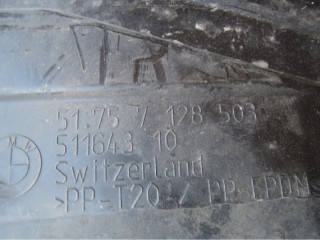 51.75 7 128 503
511643 10
Switzerland
>PP-T20 / PP-EPDM